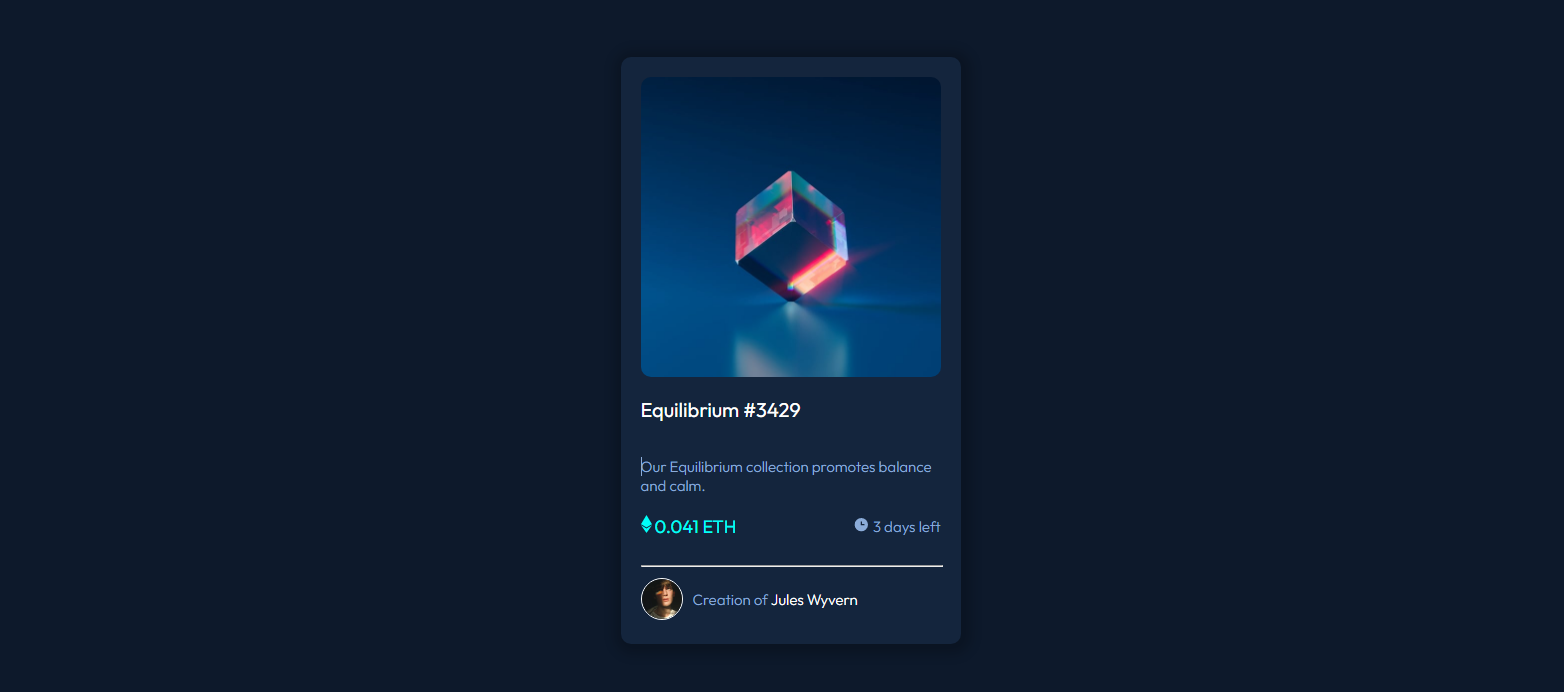 Equilibrium #3429
Our Equilibrium collection promotes balance
and calm.
0.041 ETH
3 days left
Creation of Jules Wyvern